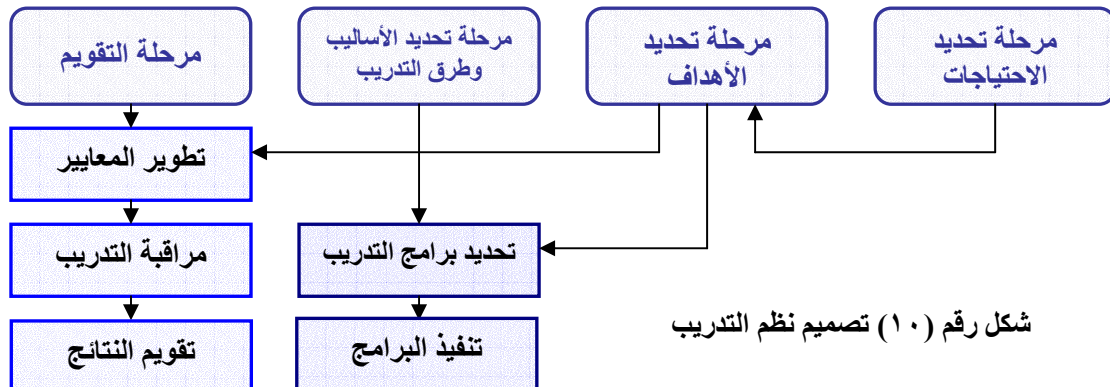 مرحلة تحديد
الاحتياجات
مرحلة تحديد
الأهداف
مرحلة تحديد الأساليب
وطرق التدريب
مرحلة التقويم
تطوير المعايير
تحديد برامج التدريب
مراقبة التدريب
تنفيذ البرامج
تقويم النتائج
شكل رقم (١٠) تصميم نظم التدريب